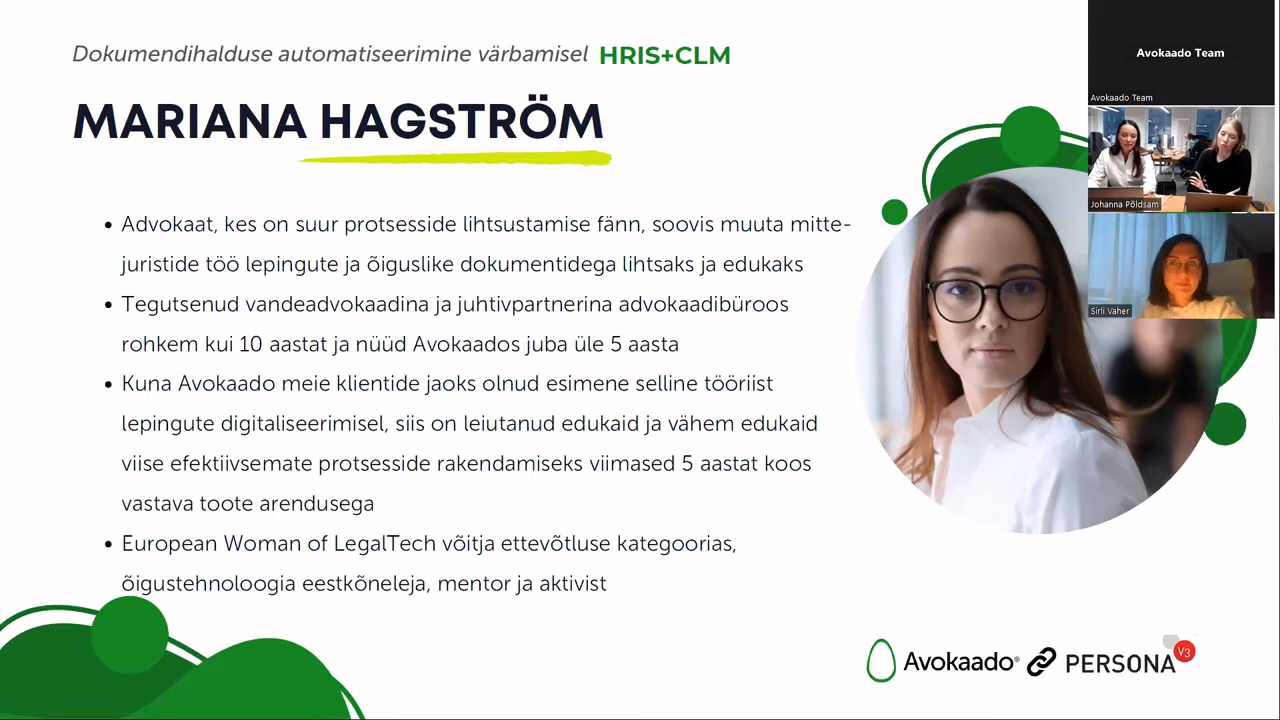 Dokumendihalduse automatiseerimine värbamisel HRIS+CLM
MARIANA HAGSTRÖM
• Advokaat, kes on suur protsesside lihtsustamise fänn, soovis muuta mitte-
juristide töö lepingute ja õiguslike dokumentidega lihtsaks ja edukaks
• Tegutsenud vandeadvokaadina ja juhtivpartnerina advokaadibüroos
rohkem kui 10 aastat ja nüüd Avokaados juba üle 5 aasta
• Kuna Avokaado meie klientide jaoks olnud esimene selline tööriist
lepingute digitaliseerimisel, siis on leiutanud edukaid ja vähem edukaid
viise efektiivsemate protsesside rakendamiseks viimased 5 aastat koos
vastava toote arendusega
• European Woman of LegalTech võitja ettevõtluse kategoorias,
õigustehnoloogia eestkõneleja, mentor ja aktivist
Avokaado Team
Avokaado Team
Johanna Põldsam
Sirli Vaher
Avokaado®
PERSONA V3